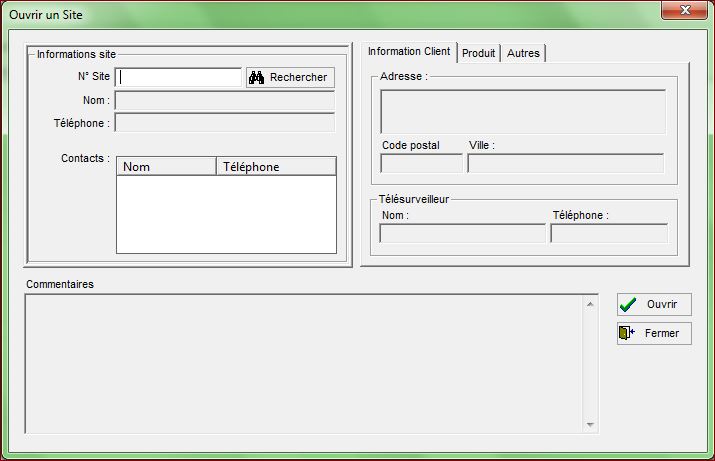 Ouvrir un Site
Informations site
N° Site
Rechercher
Nom :
Téléphone :
Contacts :
Nom Téléphone
Information Client Produit Autres
Adresse :
Code postal Ville :
Télésurveilleur
Nom : Téléphone :
Commentaires
Ouvrir
Fermer